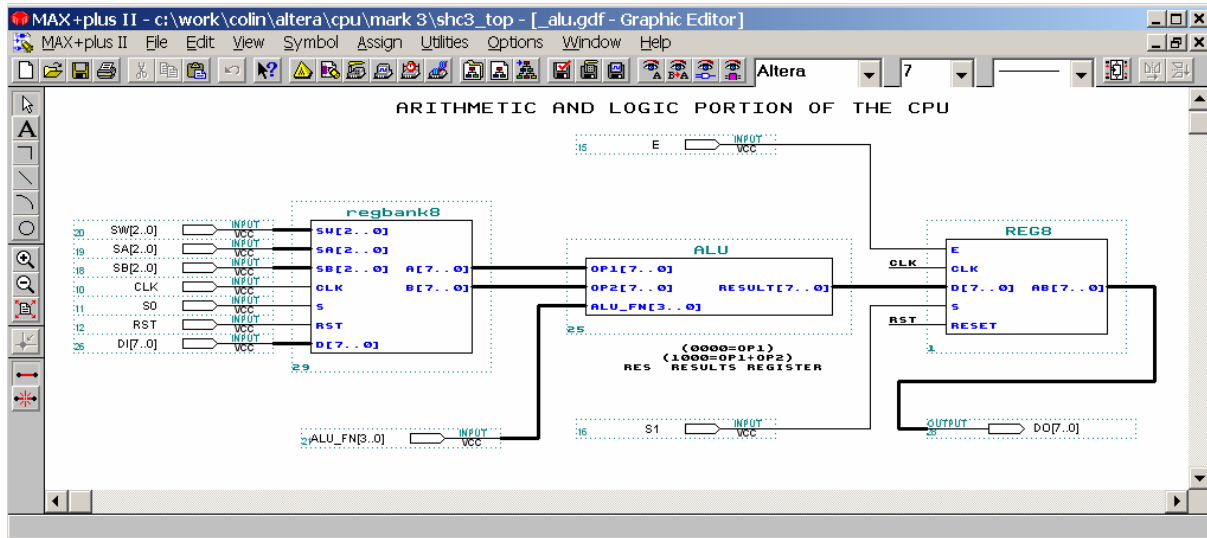 MAX+plus II - c:\work\colin\altera\cpu\mark 3\shc3_top - [_alu.gdf - Graphic Editor]
MAX+plus II File Edit View Symbol Assign Utilities Options Window Help
Altera 7
ARITHMETIC AND LOGIC PORTION OF THE CPU
15 E INPUT VCC
regbank8
20 SW[2..0] INPUT VCC SW[2..0]
19 SA[2..0] INPUT VCC SA[2..0]
18 SB[2..0] INPUT VCC SB[2..0] A[7..0]
10 CLK INPUT VCC CLK B[7..0]
11 S0 INPUT VCC S
12 RST INPUT VCC RST
26 DI[7..0] INPUT VCC D[7..0]
29
ALU
OP1[7..0]
OP2[7..0] RESULT[7..0]
ALU_FN[3..0]
25
(0000=OP1)
(1000=OP1+OP2)
RES RESULTS REGISTER
REG8
E
CLK CLK
D[7..0] AB[7..0]
S
RST RESET
1
21 ALU_FN[3..0] INPUT VCC
16 S1 INPUT VCC
OUTPUT 28 DO[7..0]